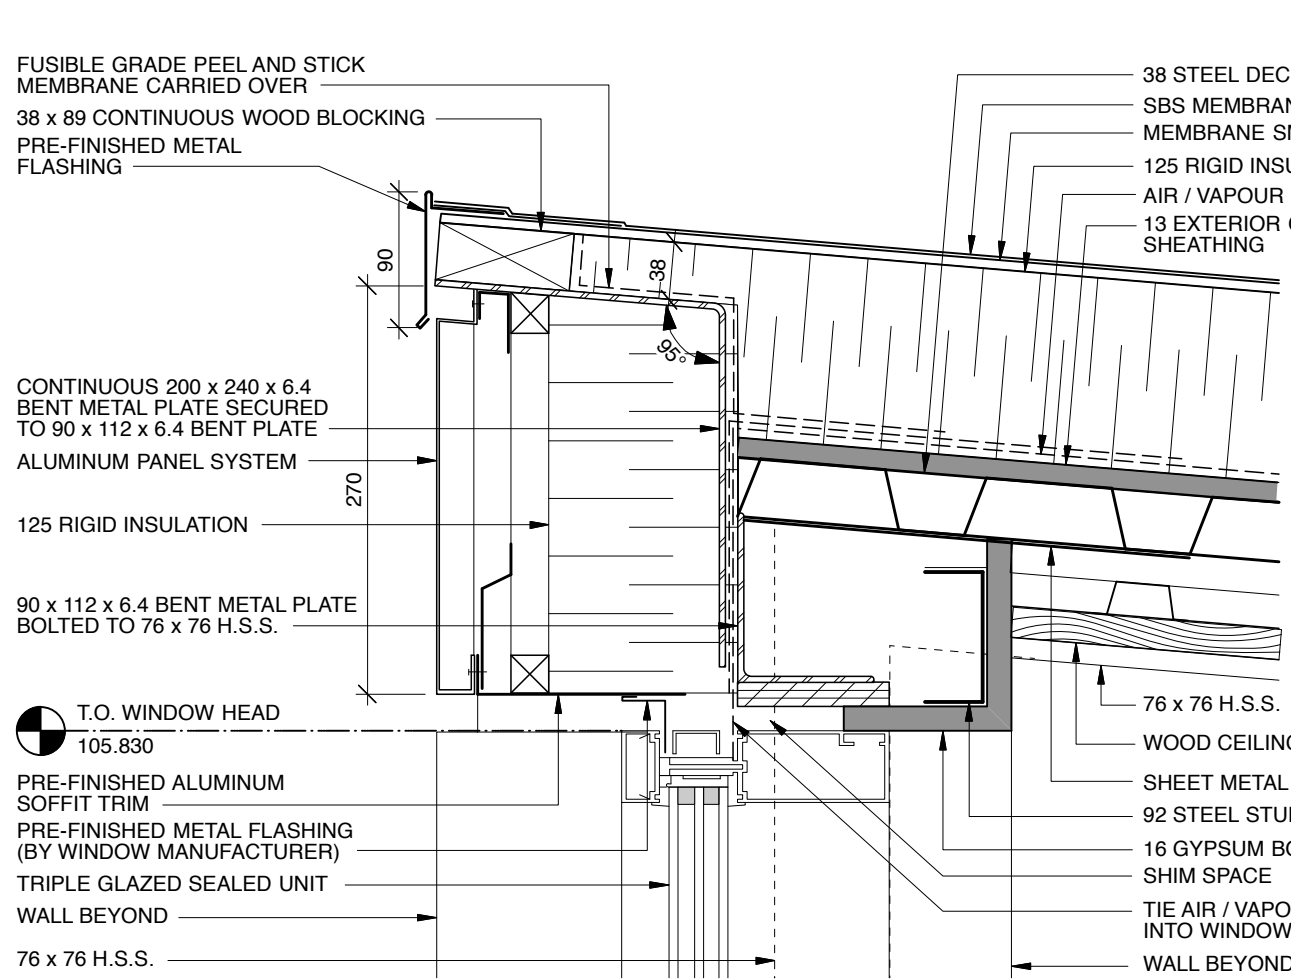 FUSIBLE GRADE PEEL AND STICK
MEMBRANE CARRIED OVER
38 x 89 CONTINUOUS WOOD BLOCKING
PRE-FINISHED METAL
FLASHING
90
38
95°
CONTINUOUS 200 x 240 x 6.4
BENT METAL PLATE SECURED
TO 90 x 112 x 6.4 BENT PLATE
ALUMINUM PANEL SYSTEM
270
125 RIGID INSULATION
90 x 112 x 6.4 BENT METAL PLATE
BOLTED TO 76 x 76 H.S.S.
T.O. WINDOW HEAD
105.830
PRE-FINISHED ALUMINUM
SOFFIT TRIM
PRE-FINISHED METAL FLASHING
(BY WINDOW MANUFACTURER)
TRIPLE GLAZED SEALED UNIT
WALL BEYOND
76 x 76 H.S.S.
38 STEEL DEC
SBS MEMBRAN
MEMBRANE
125 RIGID INSU
AIR / VAPOUR
13 EXTERIOR
SHEATHING
76 x 76 H.S.S.
WOOD CEILING
SHEET METAL
92 STEEL STU
16 GYPSUM BO
SHIM SPACE
TIE AIR / VAPO
INTO WINDOW
WALL BEYOND